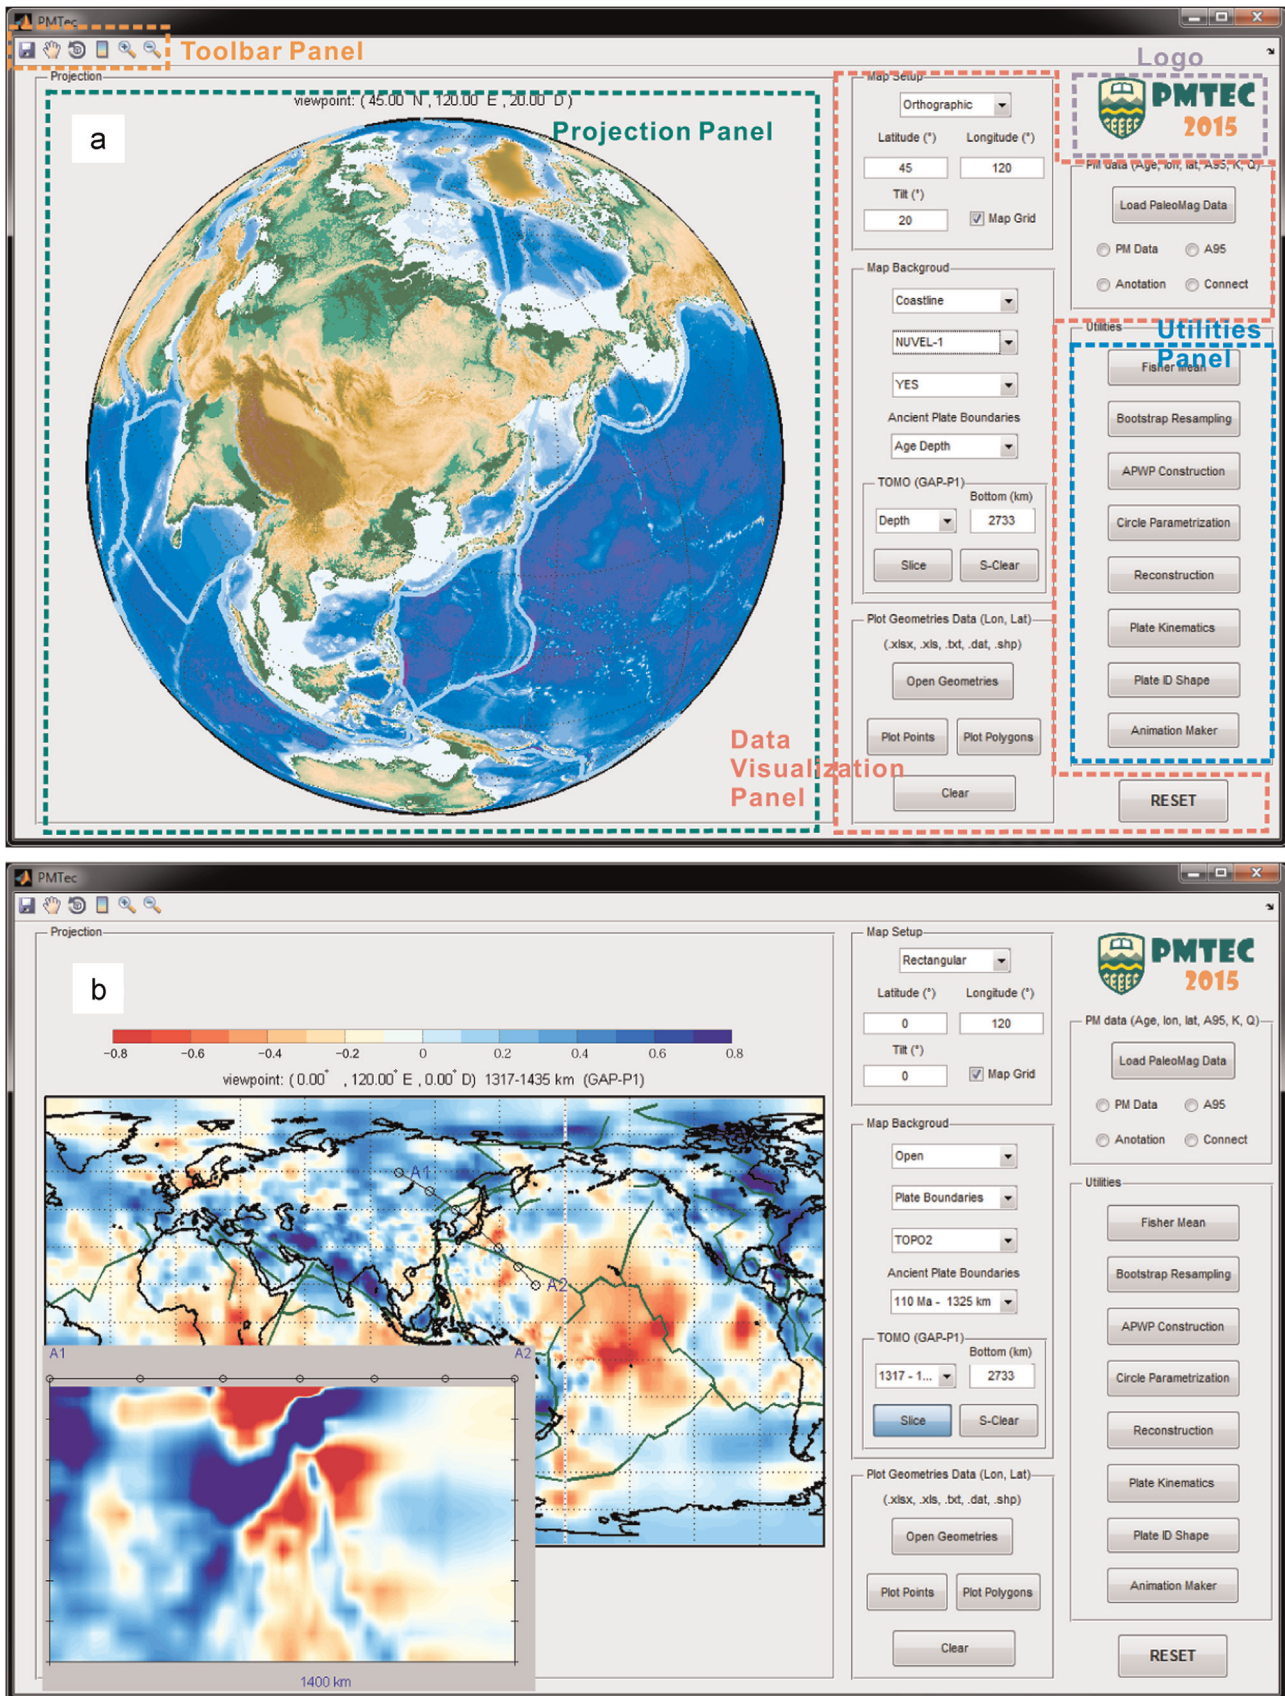 PMTec
Toolbar Panel
Logo
Projection
viewpoint: ( 45.00 N , 120.00 E , 20.00 D )
a
Projection Panel
Map Setup
Orthographic
Latitude (°) Longitude (°)
45 120
Tilt (°)
20 Map Grid
PMTEC
2015
PM data (Age, lon, lat, A95, K, Q)
Load PaleoMag Data
PM Data A95
Anotation Connect
Map Backgroud
Coastline
NUVEL-1
YES
Ancient Plate Boundaries
Age Depth
TOMO (GAP-P1)
Bottom (km)
Depth 2733
Slice S-Clear
Plot Geometries Data (Lon, Lat)
(.xlsx, .xls, .txt, .dat, .shp)
Open Geometries
Plot Points Plot Polygons
Clear
Data
Visualization
Panel
Utilities
Utilities
Panel
Fisher Mean
Bootstrap Resampling
APWP Construction
Circle Parametrization
Reconstruction
Plate Kinematics
Plate ID Shape
Animation Maker
RESET
PMTec
Projection
b
−0.8 −0.6 −0.4 −0.2 0 0.2 0.4 0.6 0.8
viewpoint: ( 0.00° , 120.00° E , 0.00° D) 1317-1435 km (GAP-P1)
A1
A2
A1 A2
1400 km
Map Setup
Rectangular
Latitude (°) Longitude (°)
0 120
Tilt (°)
0 Map Grid
PMTEC
2015
PM data (Age, lon, lat, A95, K, Q)
Load PaleoMag Data
PM Data A95
Anotation Connect
Map Backgroud
Open
Plate Boundaries
TOPO2
Ancient Plate Boundaries
110 Ma - 1325 km
TOMO (GAP-P1)
Bottom (km)
1317 - 1... 2733
Slice S-Clear
Plot Geometries Data (Lon, Lat)
(.xlsx, .xls, .txt, .dat, .shp)
Open Geometries
Plot Points Plot Polygons
Clear
Utilities
Fisher Mean
Bootstrap Resampling
APWP Construction
Circle Parametrization
Reconstruction
Plate Kinematics
Plate ID Shape
Animation Maker
RESET